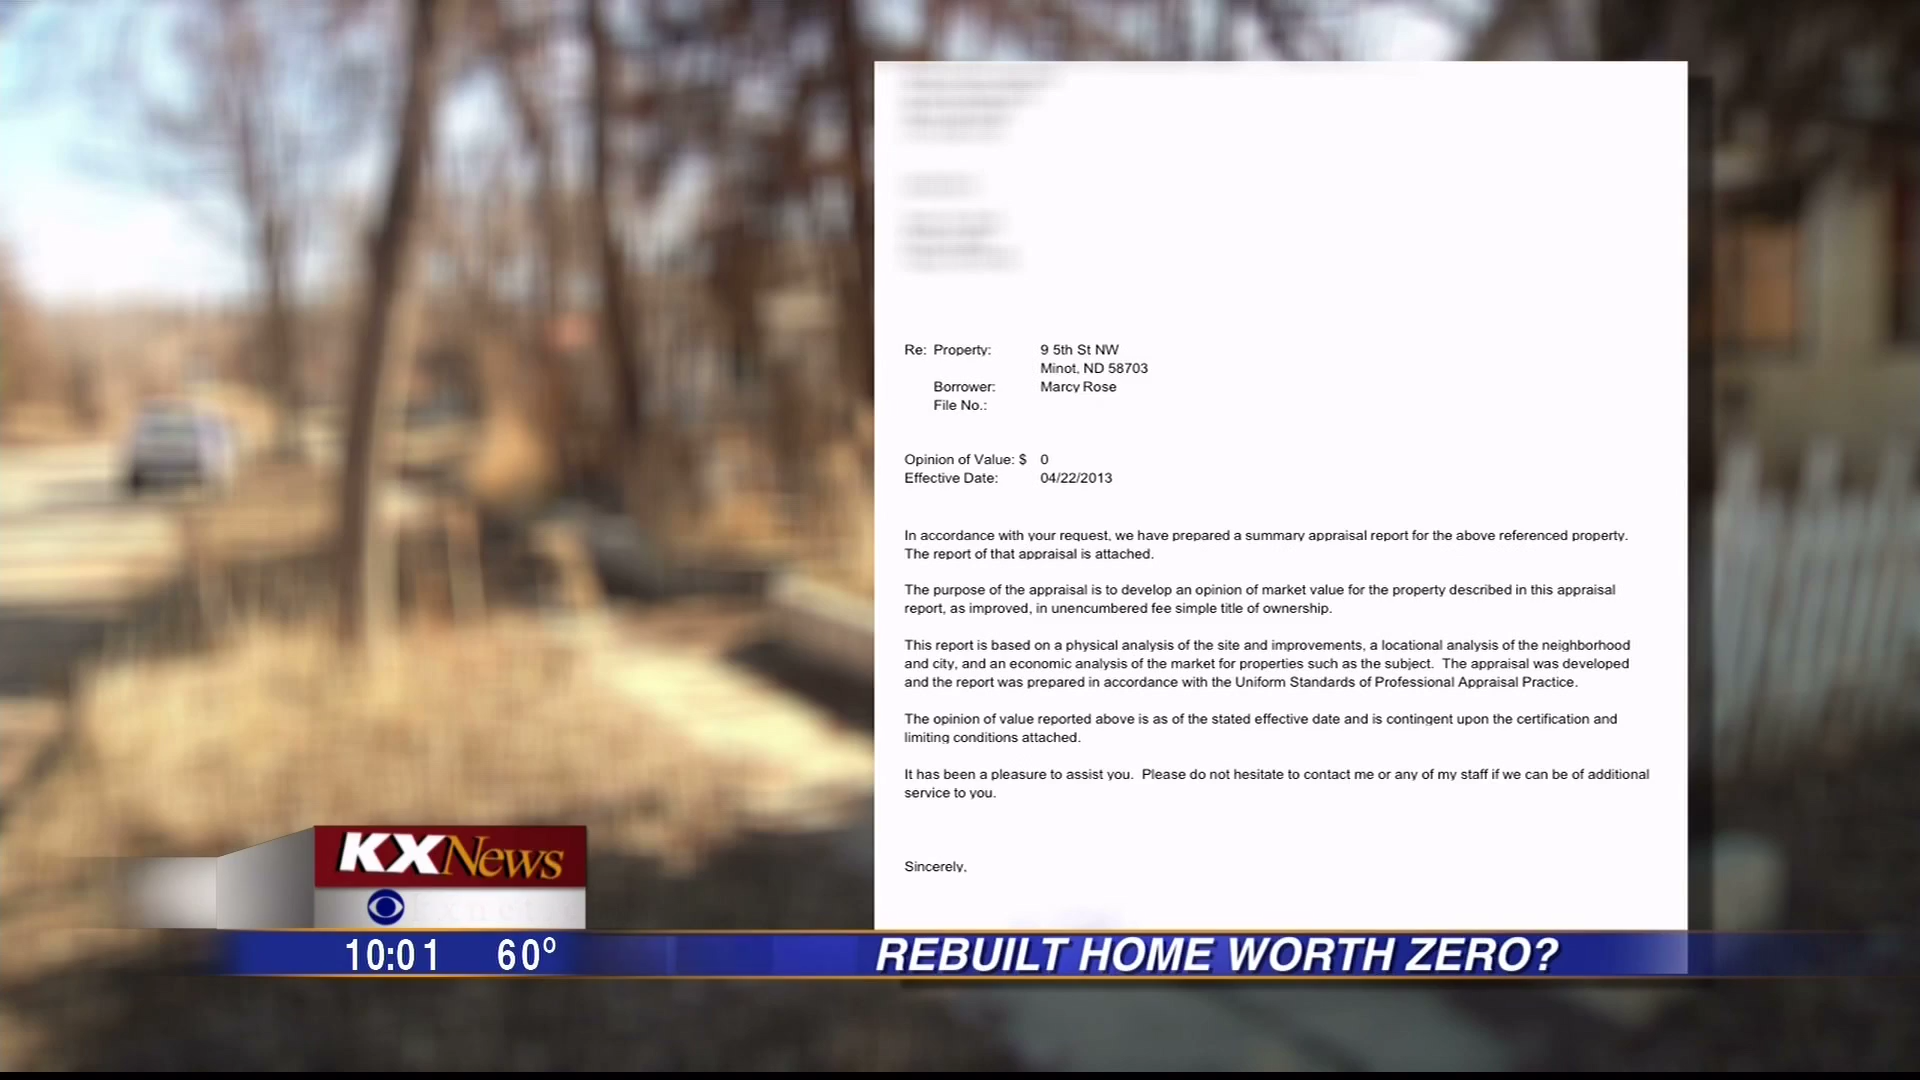 Re: Property: 9 5th St NW
Minot, ND 58703
Borrower: Marcy Rose
File No.:
Opinion of Value: $ 0
Effective Date: 04/22/2013
In accordance with your request, we have prepared a summary appraisal report for the above referenced property.
The report of that appraisal is attached.
The purpose of the appraisal is to develop an opinion of market value for the property described in this appraisal
report, as improved, in unencumbered fee simple title of ownership.
This report is based on a physical analysis of the site and improvements, a locational analysis of the neighborhood
and city, and an economic analysis of the market for properties such as the subject. The appraisal was developed
and the report was prepared in accordance with the Uniform Standards of Professional Appraisal Practice.
The opinion of value reported above is as of the stated effective date and is contingent upon the certification and
limiting conditions attached.
It has been a pleasure to assist you. Please do not hesitate to contact me or any of my staff if we can be of additional
service to you.
Sincerely,
KXNews
10:01 60º
REBUILT HOME WORTH ZERO?